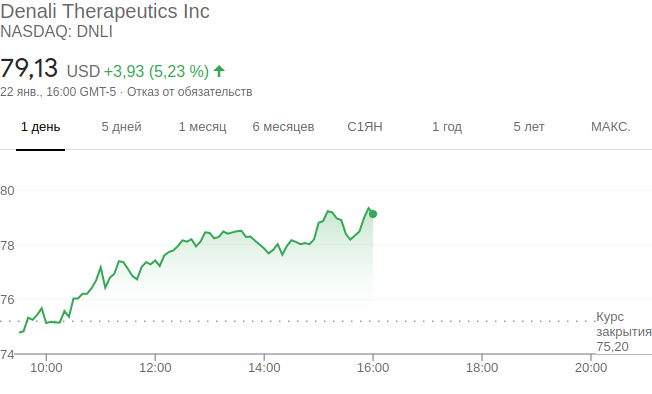 Denali Therapeutics Inc
NASDAQ: DNLI
79,13 USD +3,93 (5,23 %)
22 янв., 16:00 GMT-5 · Отказ от обязательств
1 день 5 дней 1 месяц 6 месяцев С1ЯН 1 год 5 лет МАКС.
80
78
76
Курс
закрытия
75,20
74
10:00 12:00 14:00 16:00 18:00 20:00